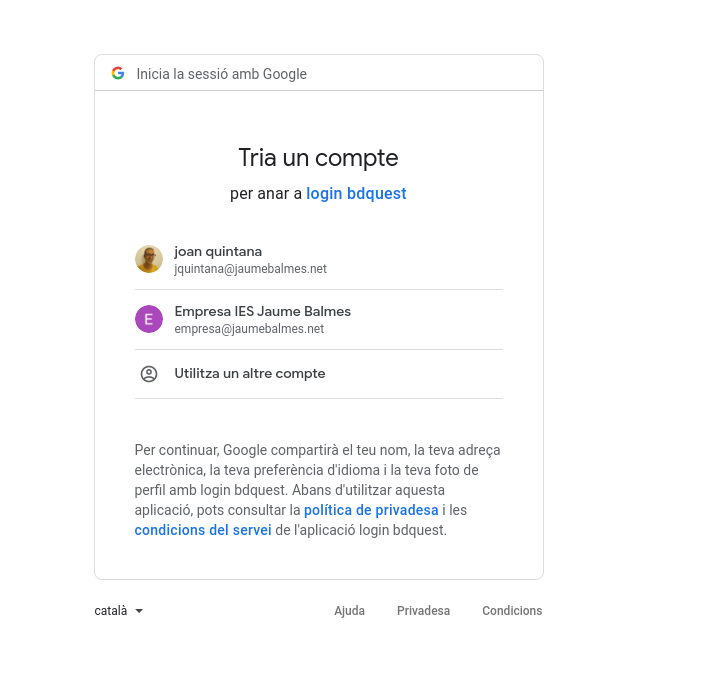 Inicia la sessió amb Google
Tria un compte
per anar a login bdquest
joan quintana
jquintana@jaumebalmes.net
E
Empresa IES Jaume Balmes
empresa@jaumebalmes.net
Utilitza un altre compte
Per continuar, Google compartirà el teu nom, la teva adreça
electrònica, la teva preferència d'idioma i la teva foto de
perfil amb login bdquest. Abans d'utilitzar aquesta
aplicació, pots consultar la política de privadesa i les
condicions del servei de l'aplicació login bdquest.
català
Ajuda
Privadesa
Condicions